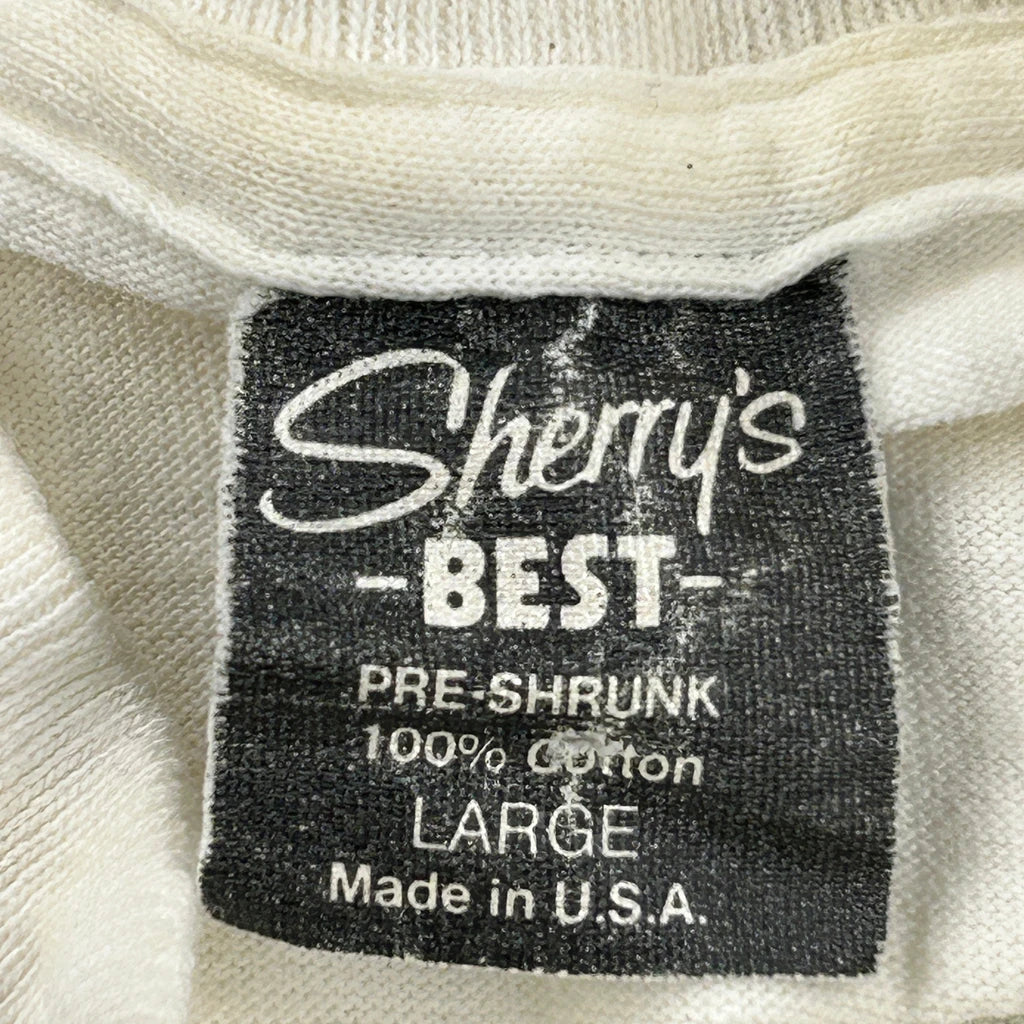 Sherry's
-BEST-
PRE-SHRUNK
100% Cotton
LARGE
Made in U.S.A.